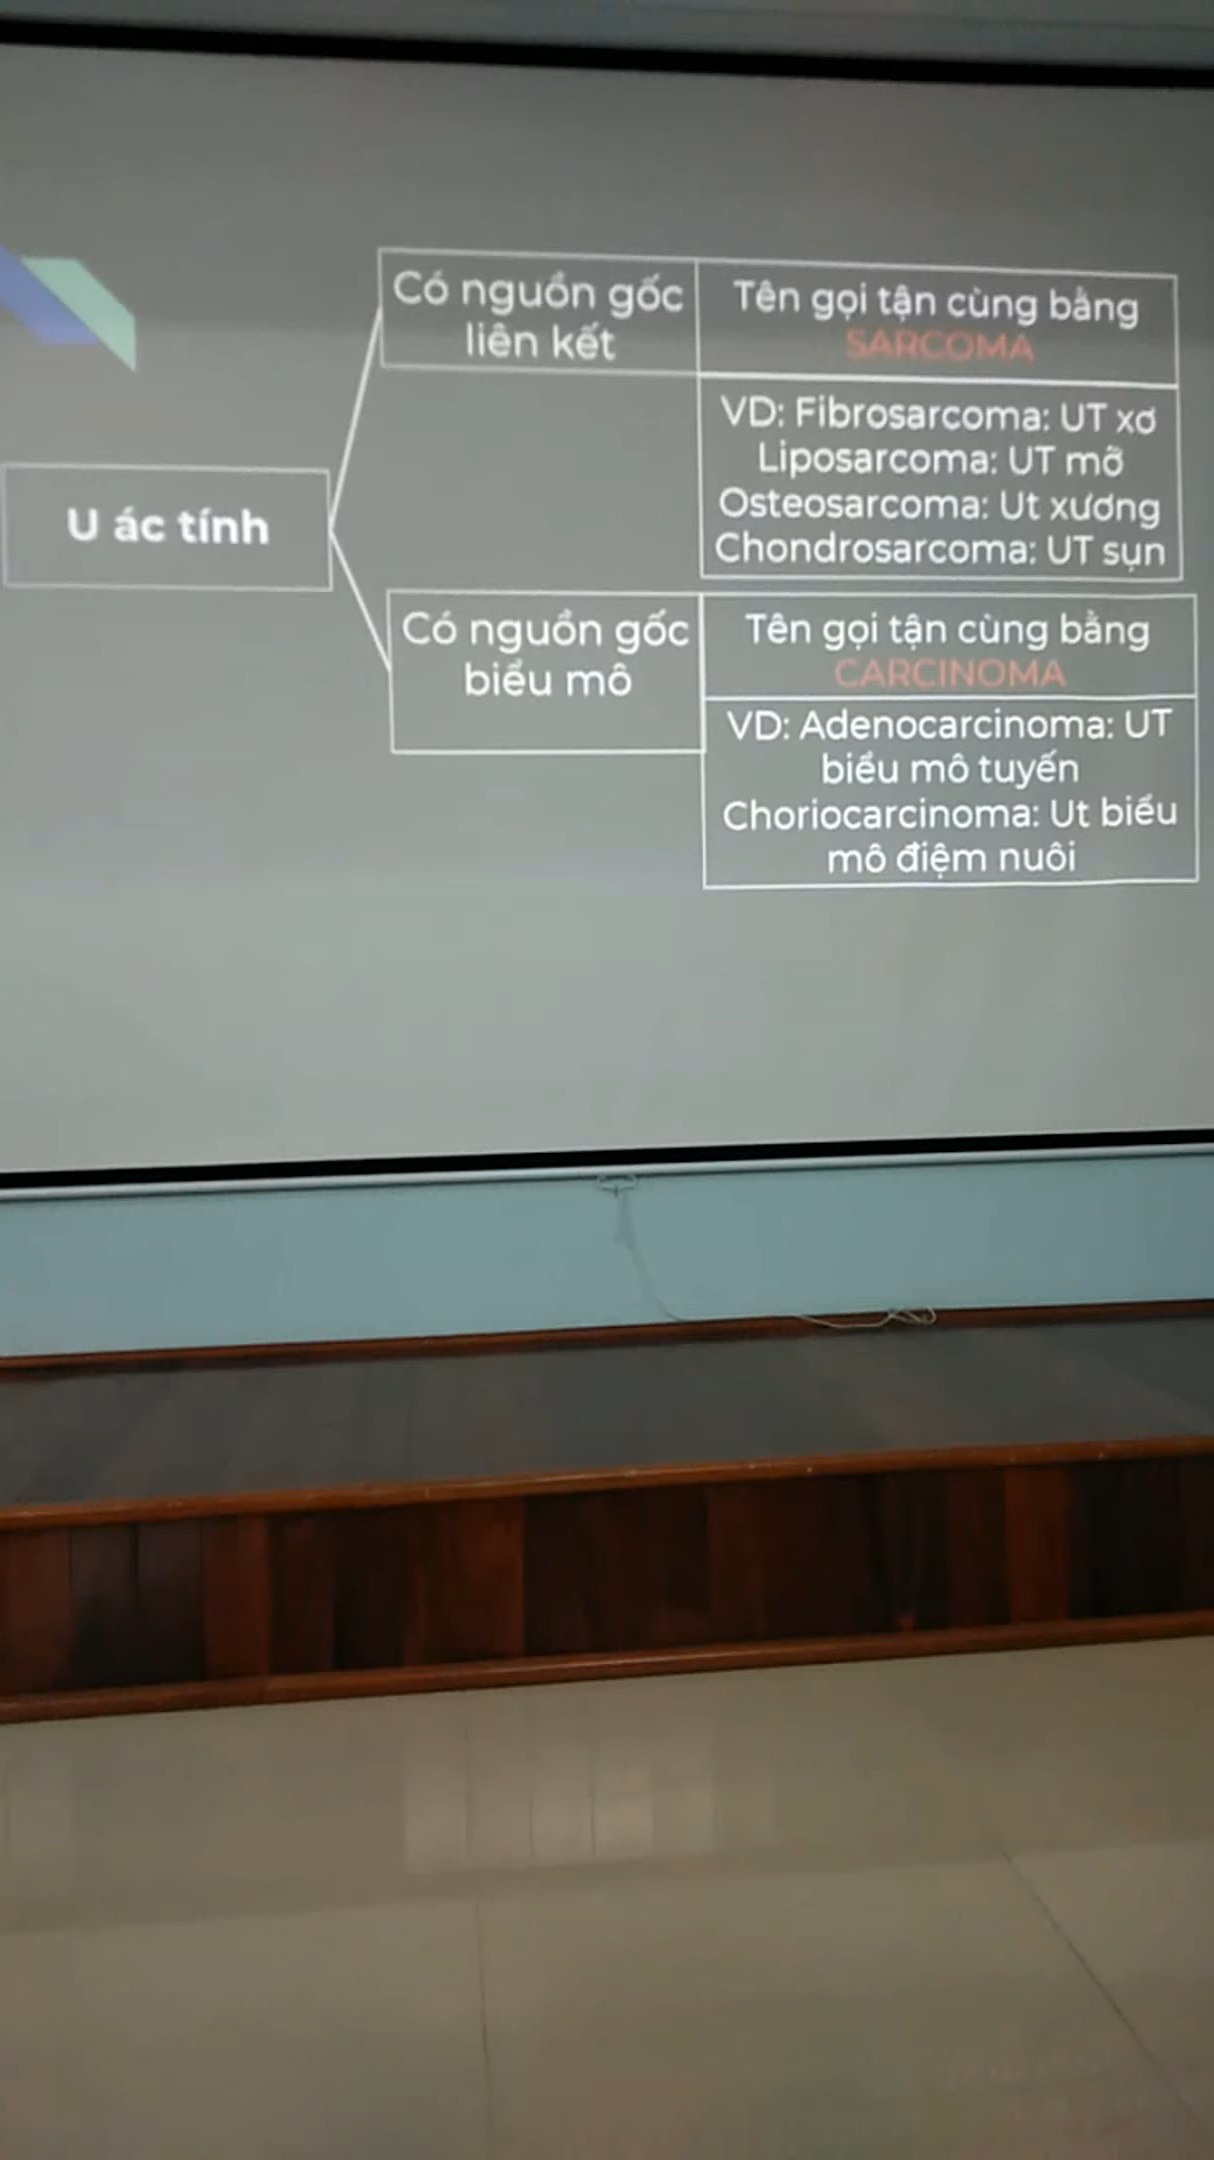 U ác tính
Có nguồn gốc
liên kết
Tên gọi tận cùng bằng
SARCOMA
VD: Fibrosarcoma: UT xơ
Liposarcoma: UT mỡ
Osteosarcoma: Ut xương
Chondrosarcoma: UT sụn
Có nguồn gốc
biểu mô
Tên gọi tận cùng bằng
CARCINOMA
VD: Adenocarcinoma: UT
biểu mô tuyến
Choriocarcinoma: Ut biểu
mô điệm nuôi